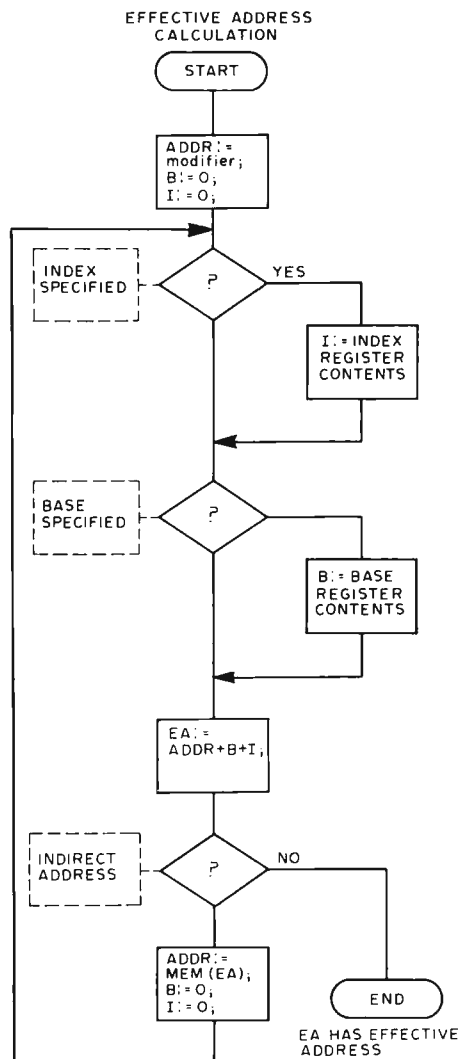 EFFECTIVE ADDRESS
CALCULATION
START
ADDR:=
modifier;
B:=0;
I:=0;
INDEX
SPECIFIED
?
YES
I:=INDEX
REGISTER
CONTENTS
BASE
SPECIFIED
?
B:=BASE
REGISTER
CONTENTS
EA:=
ADDR+B+I;
INDIRECT
ADDRESS
?
NO
ADDR:=
MEM(EA);
B:=0;
I:=0;
END
EA HAS EFFECTIVE
ADDRESS